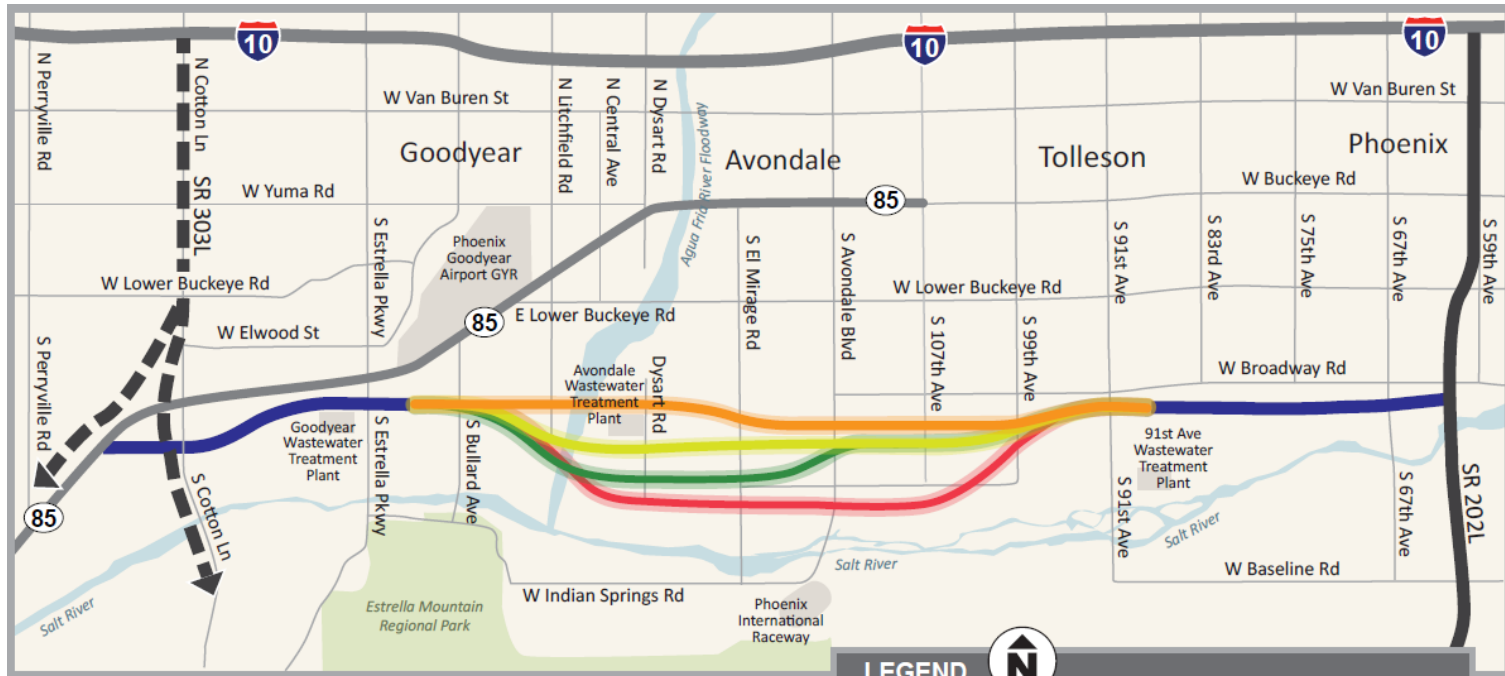 10
10
10
N Perryville Rd
N Cotton Ln
SR 303L
W Van Buren St
N Litchfield Rd
N Central Ave
N Dysart Rd
Agua Fria River Floodway
W Van Buren St
Goodyear
Avondale
Tolleson
Phoenix
W Yuma Rd
85
W Buckeye Rd
S Estrella Pkwy
Phoenix
Goodyear
Airport GYR
S El Mirage Rd
S Avondale Blvd
S 91st Ave
S 83rd Ave
S 75th Ave
S 67th Ave
S 59th Ave
W Lower Buckeye Rd
W Lower Buckeye Rd
85
E Lower Buckeye Rd
S 107th Ave
S 99th Ave
W Elwood St
S Perryville Rd
Avondale
Wastewater
Treatment
Plant
Dysart Rd
W Broadway Rd
Goodyear
Wastewater
Treatment
Plant
S Estrella Pkwy
S Bullard Ave
91st Ave
Wastewater
Treatment
Plant
S 91st Ave
S 67th Ave
SR 202L
85
S Cotton Ln
Salt River
Salt River
Salt River
W Baseline Rd
Estrella Mountain
Regional Park
W Indian Springs Rd
Phoenix
International
Raceway
LEGEND
N